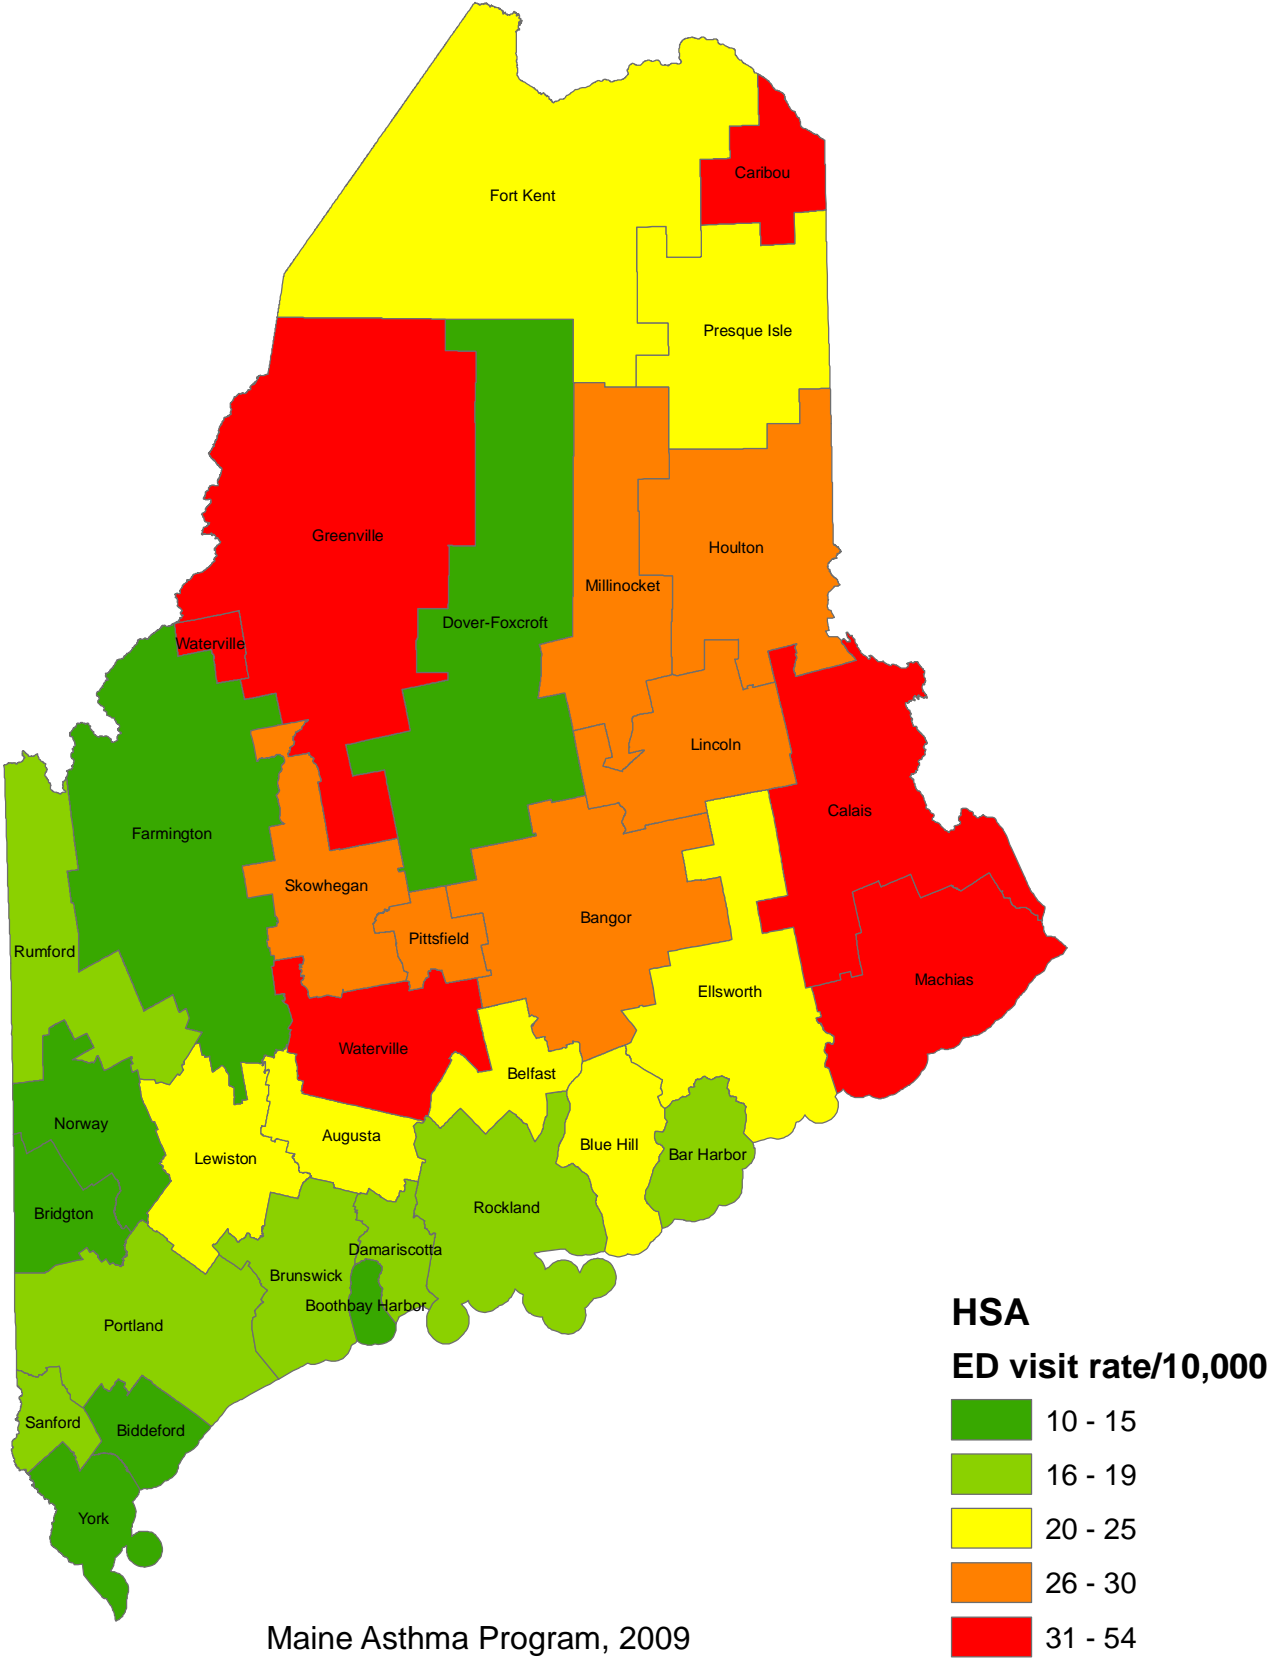 Fort Kent
Caribou
Presque Isle
Greenville
Houlton
Millinocket
Dover-Foxcroft
Waterville
Lincoln
Calais
Farmington
Skowhegan
Bangor
Pittsfield
Rumford
Machias
Ellsworth
Waterville
Belfast
Norway
Augusta
Blue Hill
Bar Harbor
Lewiston
Rockland
Bridgton
Damariscotta
Brunswick
Boothbay Harbor
Portland
Sanford
Biddeford
York
HSA
ED visit rate/10,000
10 - 15
16 - 19
20 - 25
26 - 30
31 - 54
Maine Asthma Program, 2009